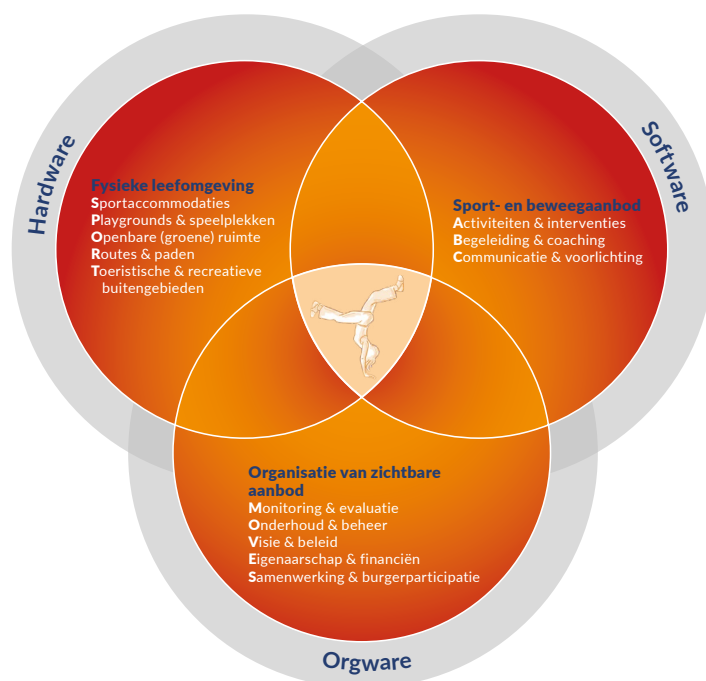 Hardware
Fysieke leefomgeving
Sportaccommodaties
Playgrounds & speelplekken
Openbare (groene) ruimte
Routes & paden
Toeristische & recreatieve
buitengebieden
Software
Sport- en beweegaanbod
Activiteiten & interventies
Begeleiding & coaching
Communicatie & voorlichting
Organisatie van zichtbare
aanbod
Monitoring & evaluatie
Onderhoud & beheer
Visie & beleid
Eigenaarschap & financiën
Samenwerking & burgerparticipatie
Orgware